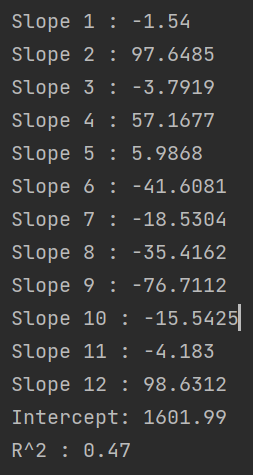 Slope 1 : -1.54
Slope 2 : 97.6485
Slope 3 : -3.7919
Slope 4 : 57.1677
Slope 5 : 5.9868
Slope 6 : -41.6081
Slope 7 : -18.5304
Slope 8 : -35.4162
Slope 9 : -76.7112
Slope 10 : -15.5425
Slope 11 : -4.183
Slope 12 : 98.6312
Intercept: 1601.99
R^2 : 0.47